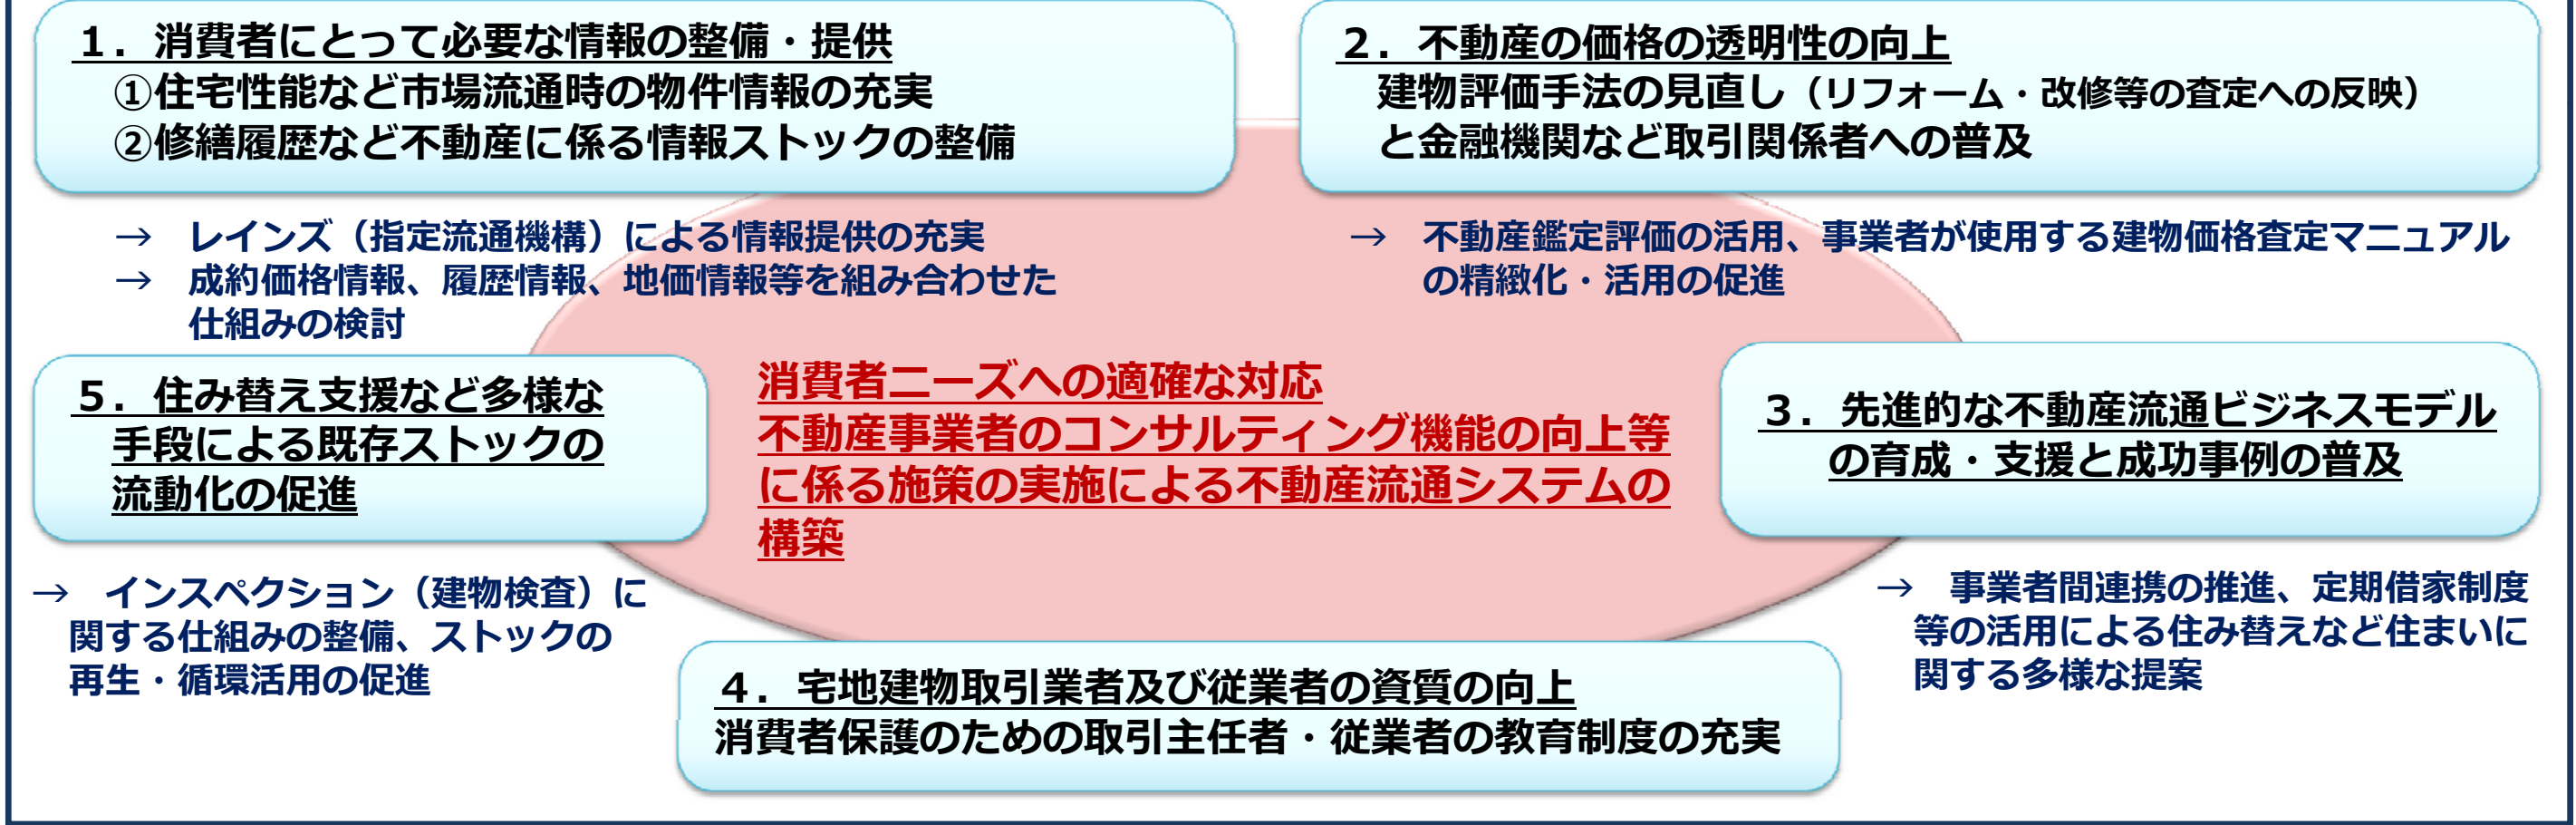 １．消費者にとって必要な情報の整備・提供
①住宅性能など市場流通時の物件情報の充実
②修繕履歴など不動産に係る情報ストックの整備
→　レインズ（指定流通機構）による情報提供の充実
→　成約価格情報、履歴情報、地価情報等を組み合わせた
仕組みの検討
２．不動産の価格の透明性の向上
建物評価手法の見直し（リフォーム・改修等の査定への反映）
と金融機関など取引関係者への普及
→　不動産鑑定評価の活用、事業者が使用する建物価格査定マニュアル
の精緻化・活用の促進
消費者ニーズへの適確な対応
不動産事業者のコンサルティング機能の向上等
に係る施策の実施による不動産流通システムの
構築
３．先進的な不動産流通ビジネスモデル
の育成・支援と成功事例の普及
→　事業者間連携の推進、定期借家制度
等の活用による住み替えなど住まいに
関する多様な提案
４．宅地建物取引業者及び従業者の資質の向上
消費者保護のための取引主任者・従業者の教育制度の充実
５．住み替え支援など多様な
手段による既存ストックの
流動化の促進
→　インスペクション（建物検査）に
関する仕組みの整備、ストックの
再生・循環活用の促進